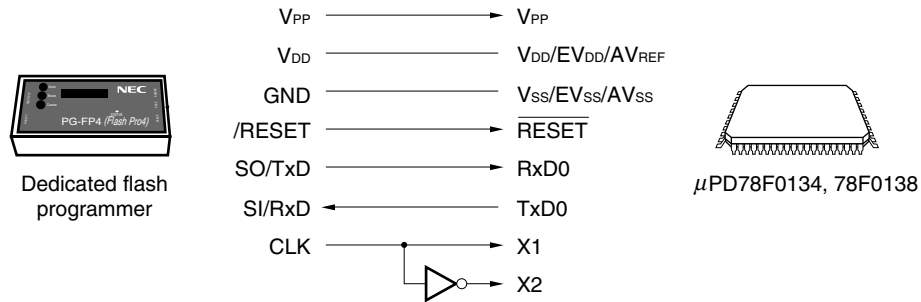 VPP VPP
VDD VDD/EVDD/AVREF
GND VSS/EVSS/AVSS
/RESET RESET
SO/TxD RxD0
SI/RxD TxD0
CLK X1
X2
NEC
PG-FP4 (Flash Pro4)
Dedicated flash
programmer
μPD78F0134, 78F0138